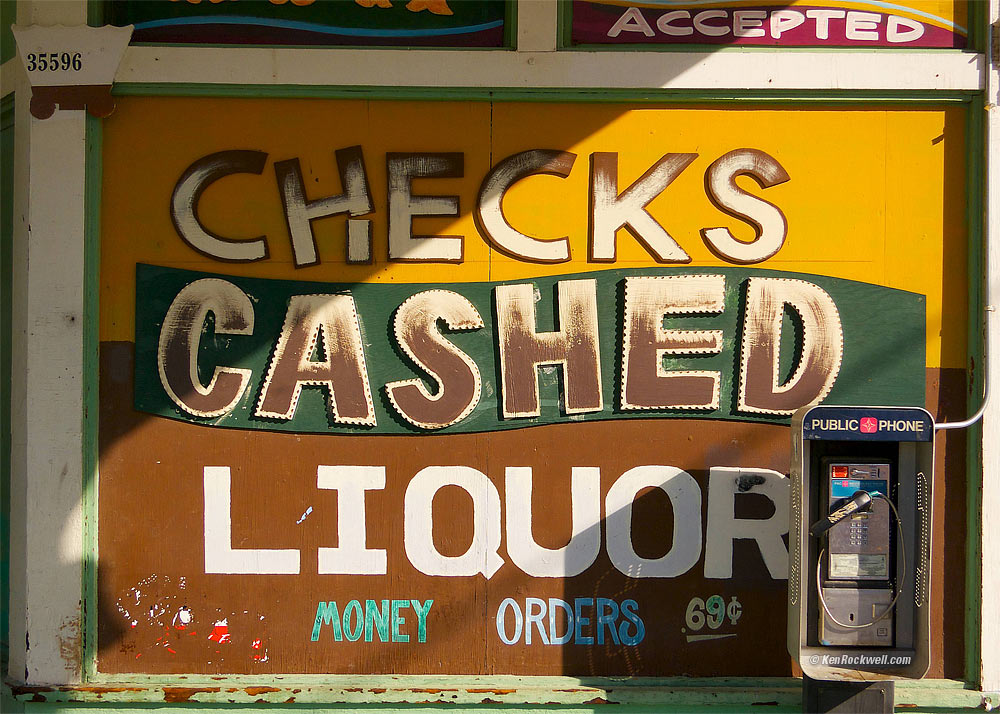 ACCEPTED
35596
CHECKS
CASHED
PUBLIC PHONE
LIQUOR
MONEY ORDERS .69¢
© KenRockwell.com